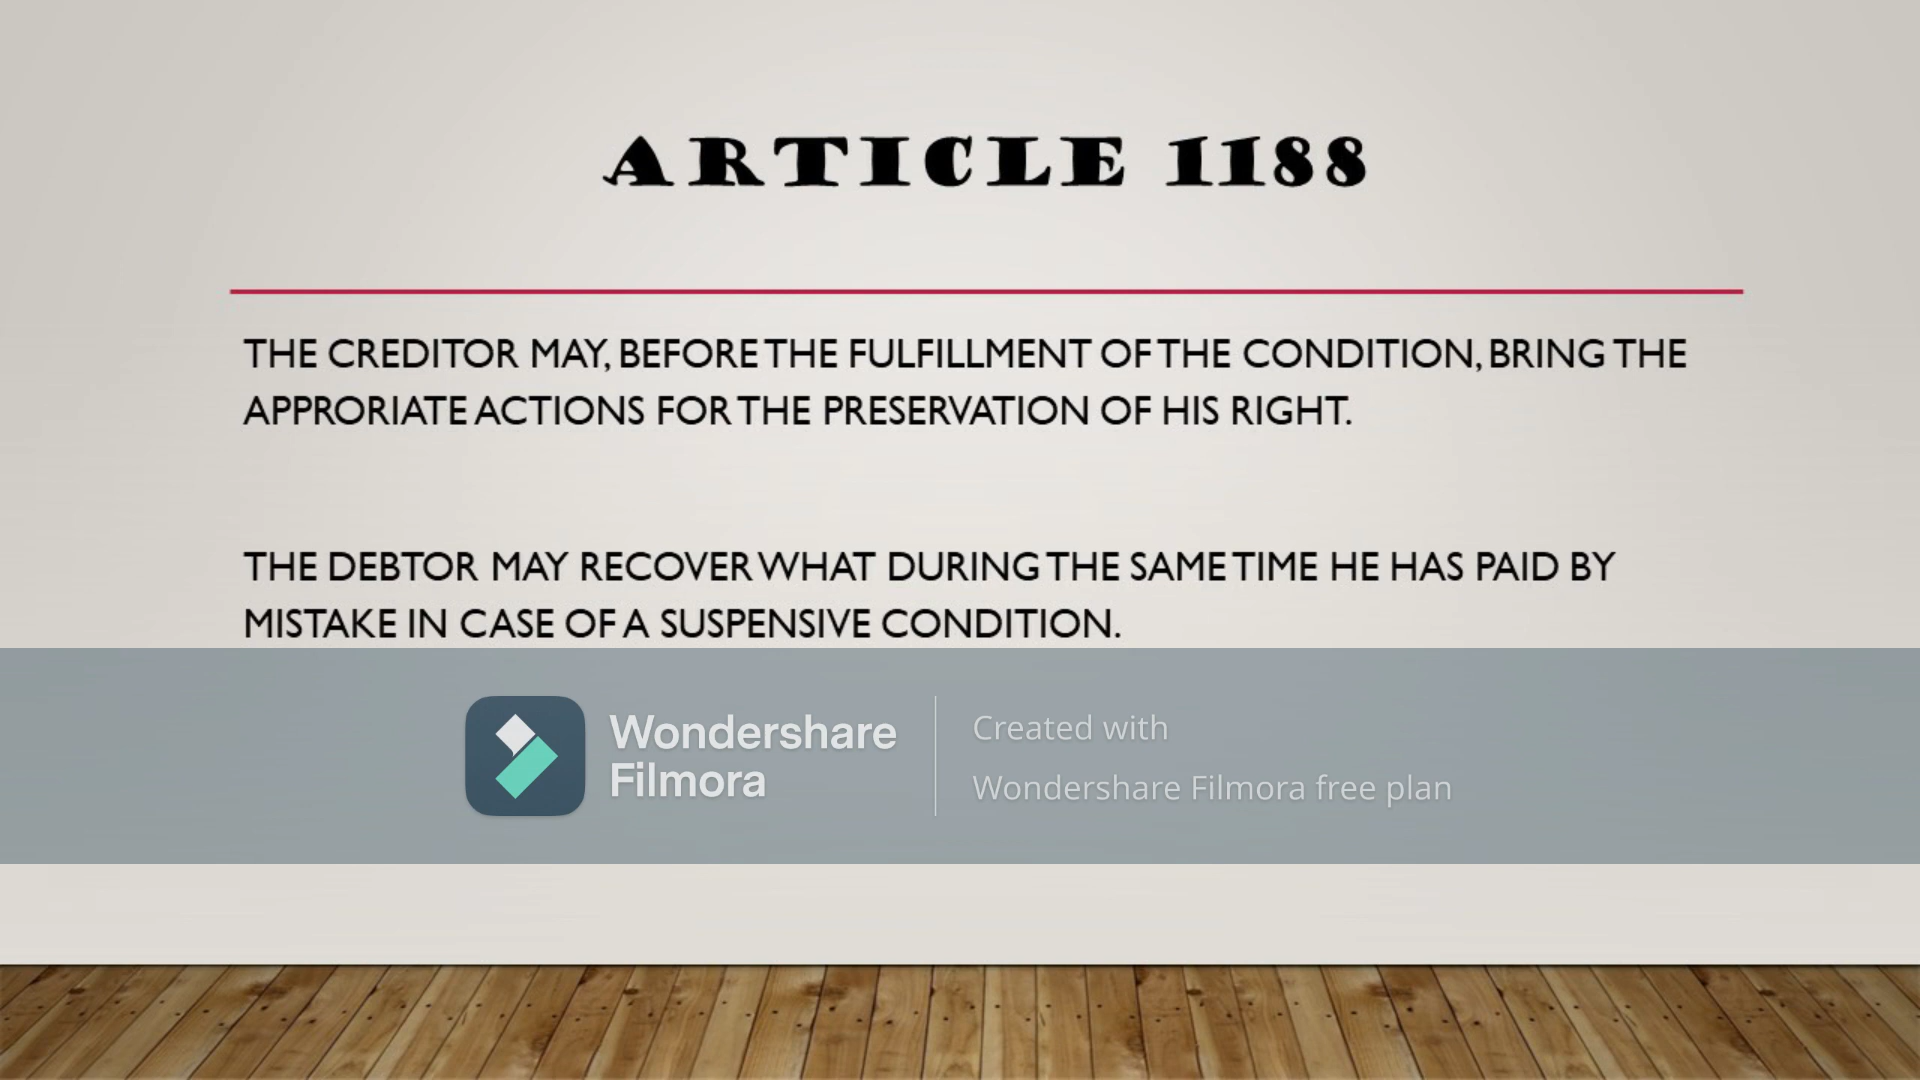 ARTICLE 1188
THE CREDITOR MAY, BEFORE THE FULFILLMENT OF THE CONDITION, BRING THE
APPRORIATE ACTIONS FOR THE PRESERVATION OF HIS RIGHT.
THE DEBTOR MAY RECOVER WHAT DURING THE SAME TIME HE HAS PAID BY
MISTAKE IN CASE OF A SUSPENSIVE CONDITION.
Wondershare
Filmora
Created with
Wondershare Filmora free plan